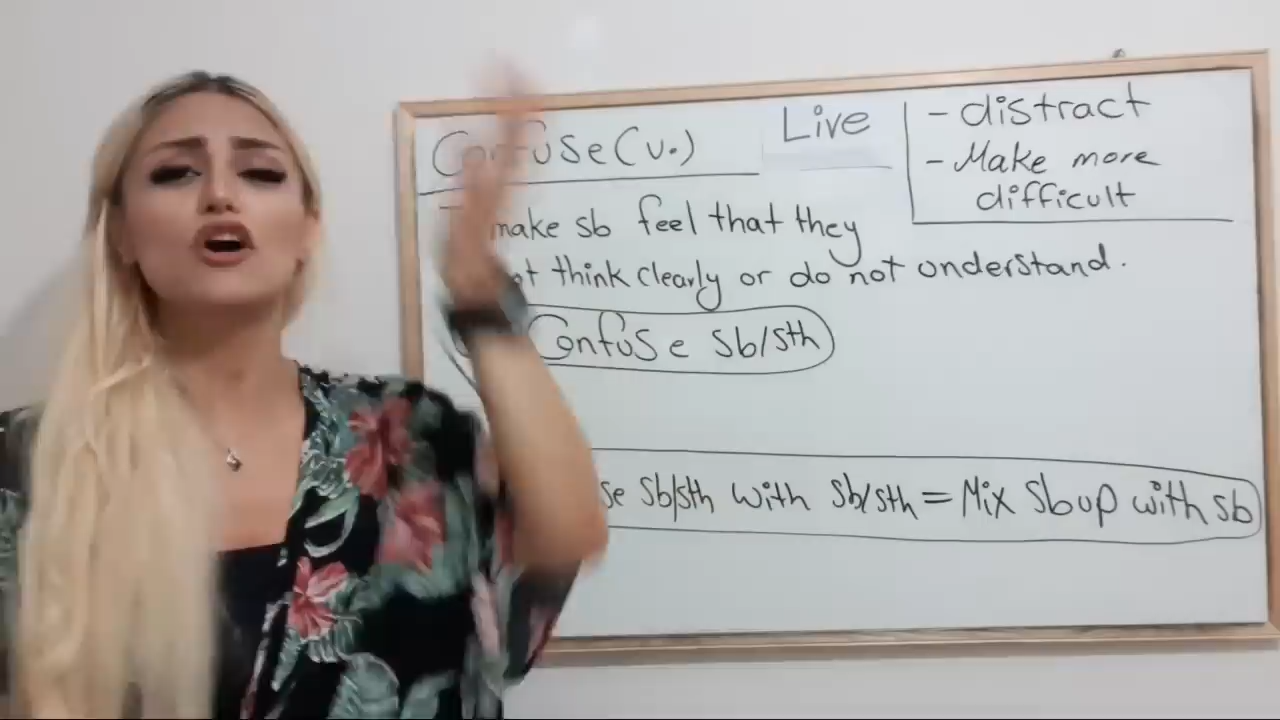 Confuse (v.)
Live
- distract
- Make more
difficult
make sb feel that they
think clearly or do not understand.
Confuse sb/sth
sb/sth with sb/sth = Mix sb up with sb